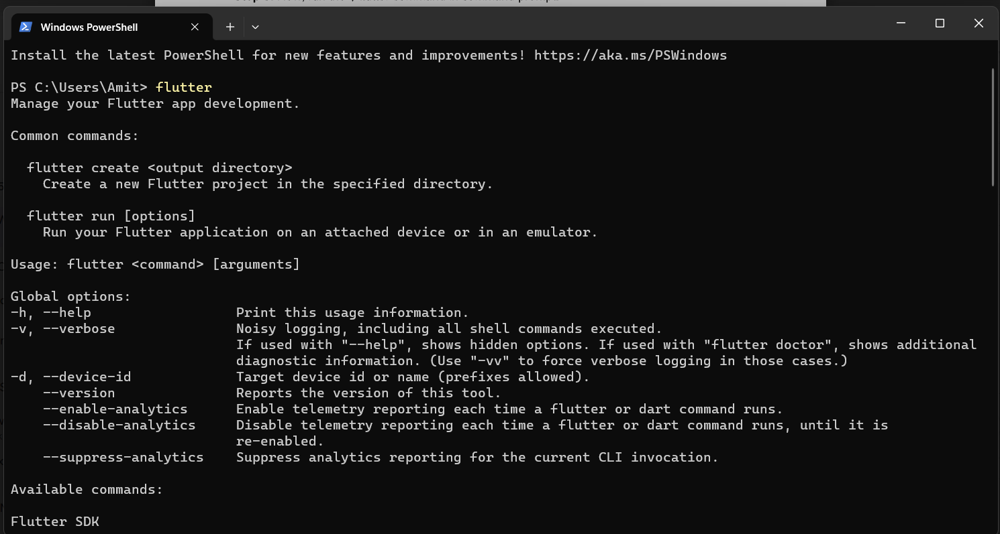 Windows PowerShell
Install the latest PowerShell for new features and improvements! https://aka.ms/PSWindows
PS C:\Users\Amit> flutter
Manage your Flutter app development.
Common commands:
flutter create <output directory>
Create a new Flutter project in the specified directory.
flutter run [options]
Run your Flutter application on an attached device or in an emulator.
Usage: flutter <command> [arguments]
Global options:
-h, --help Print this usage information.
-v, --verbose Noisy logging, including all shell commands executed.
If used with "--help", shows hidden options. If used with "flutter doctor", shows additional
diagnostic information. (Use "-vv" to force verbose logging in those cases.)
-d, --device-id Target device id or name (prefixes allowed).
--version Reports the version of this tool.
--enable-analytics Enable telemetry reporting each time a flutter or dart command runs.
--disable-analytics Disable telemetry reporting each time a flutter or dart command runs, until it is
re-enabled.
--suppress-analytics Suppress analytics reporting for the current CLI invocation.
Available commands:
Flutter SDK